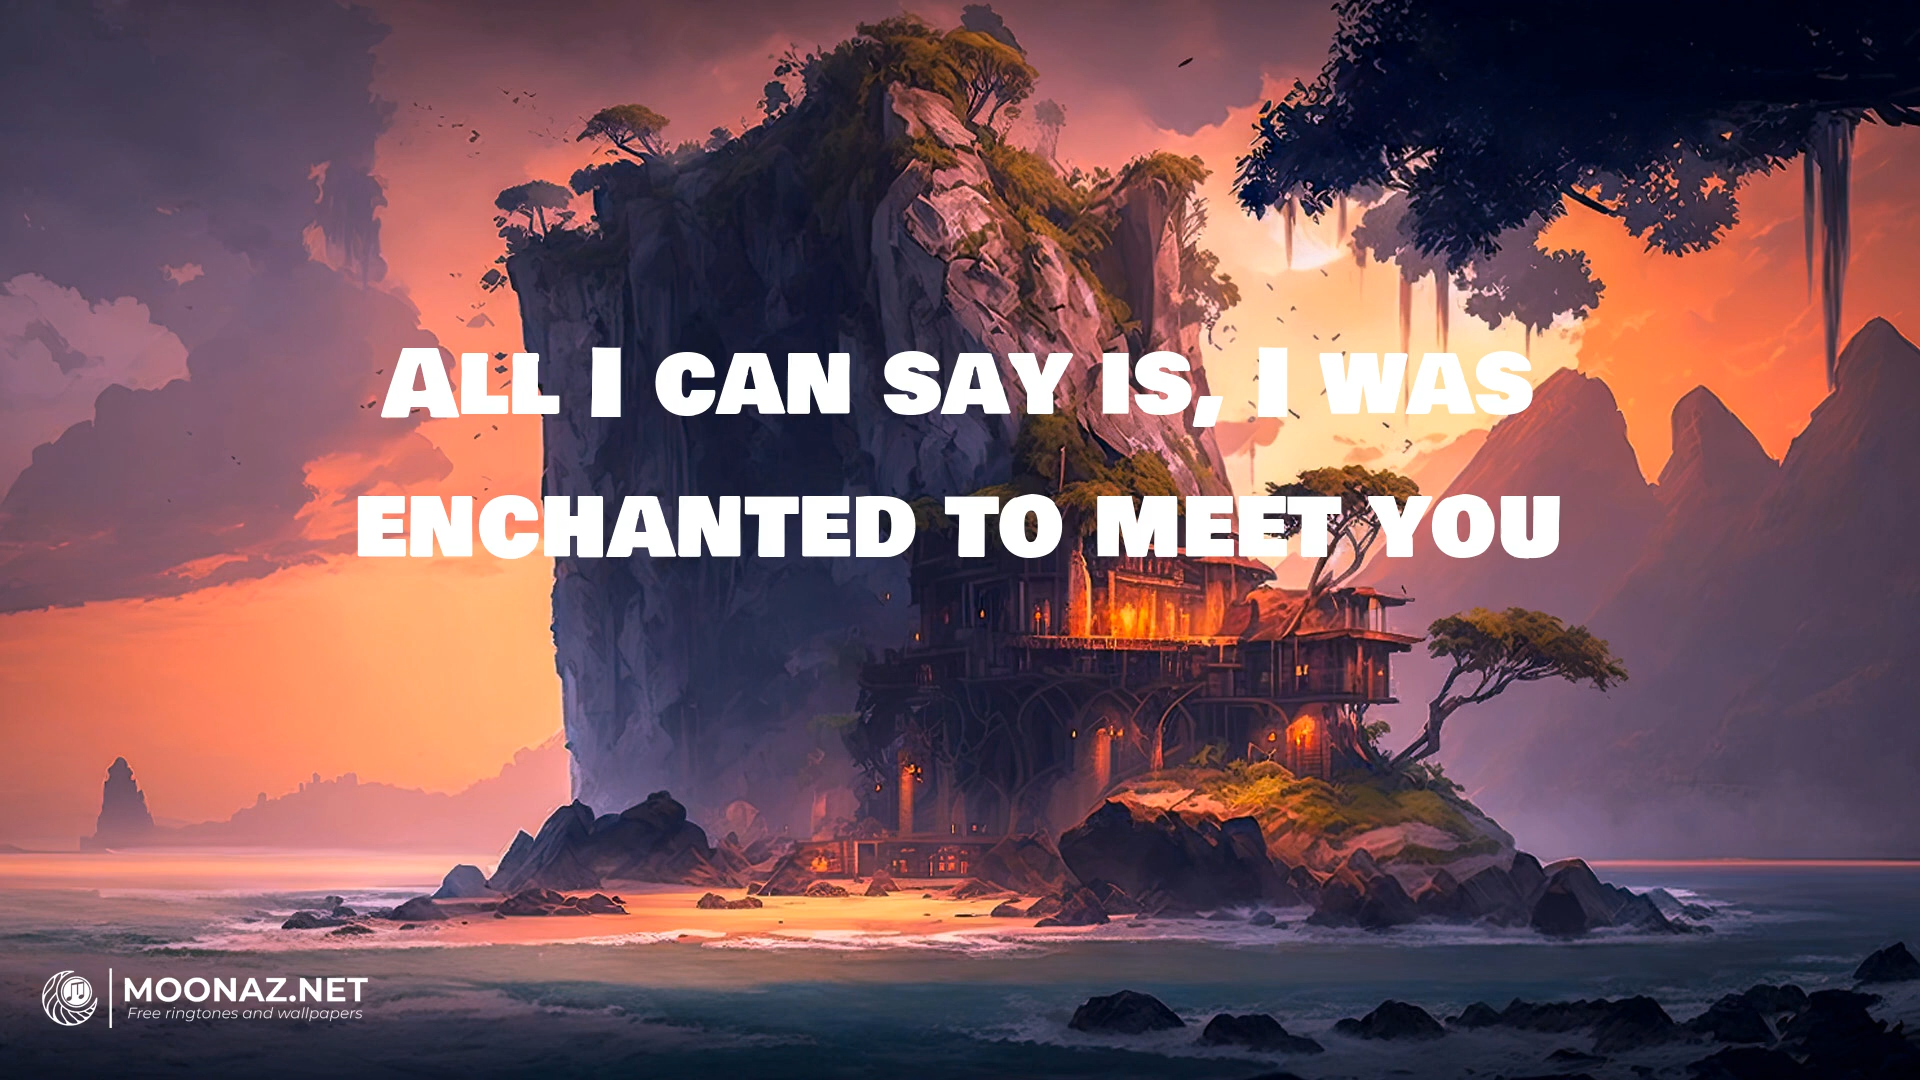 All I can say is, I was
enchanted to meet you
MOONAZ.NET
Free ringtones and wallpapers